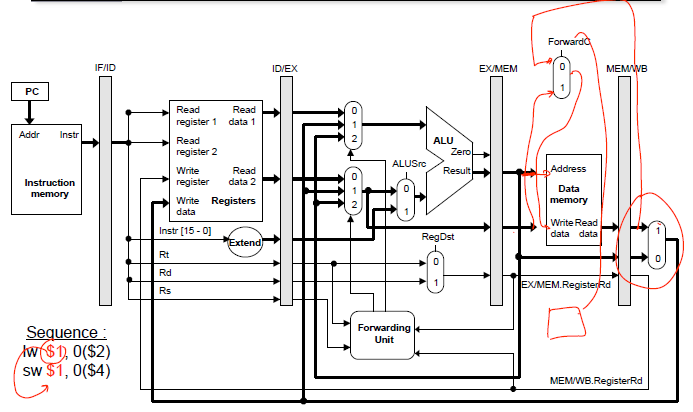 ForwardC
IF/ID
ID/EX
EX/MEM
MEM/WB
PC
Addr
Instr
Instruction
memory
Read
register 1
Read
data 1
Read
register 2
Write
register
Read
data 2
Write
data
Registers
0
1
2
0
1
2
ALUSrc
0
1
ALU
Zero
Result
0
1
Address
Data
memory
Write
data
Read
data
1
0
Instr [15 - 0]
Extend
RegDst
0
1
Rt
Rd
Rs
EX/MEM.RegisterRd
Forwarding
Unit
MEM/WB.RegisterRd
Sequence :
lw $1, 0($2)
sw $1, 0($4)